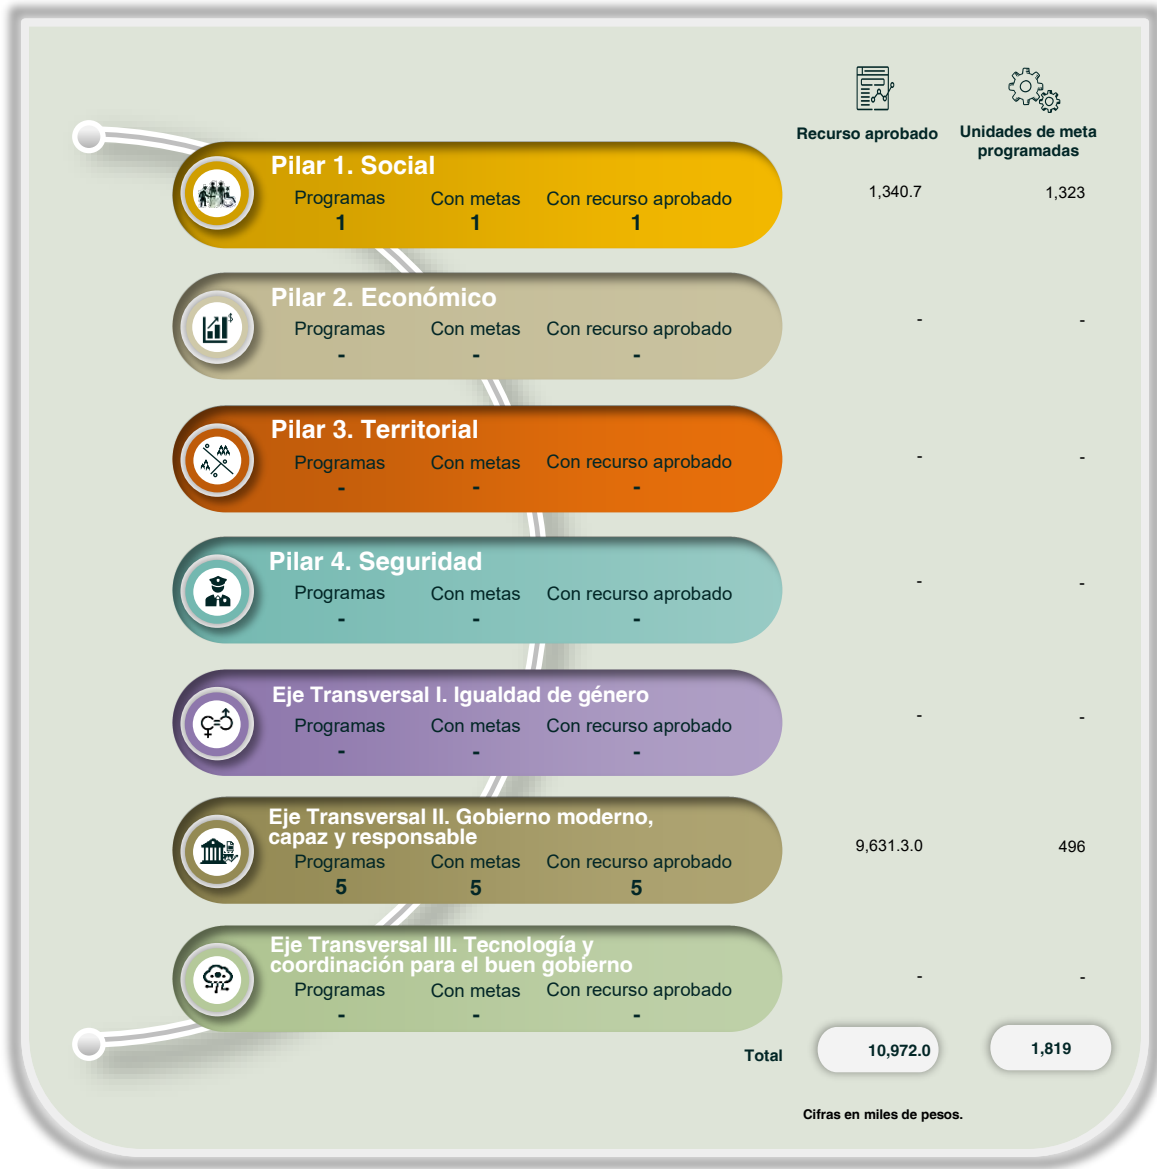 Recurso aprobado
Unidades de meta
programadas
Pilar 1. Social
Programas Con metas Con recurso aprobado
1 1 1
1,340.7 1,323
Pilar 2. Económico
Programas Con metas Con recurso aprobado
- - -
- -
Pilar 3. Territorial
Programas Con metas Con recurso aprobado
- - -
- -
Pilar 4. Seguridad
Programas Con metas Con recurso aprobado
- - -
- -
Eje Transversal I. Igualdad de género
Programas Con metas Con recurso aprobado
- - -
- -
Eje Transversal II. Gobierno moderno,
capaz y responsable
Programas Con metas Con recurso aprobado
5 5 5
9,631.3.0 496
Eje Transversal III. Tecnología y
coordinación para el buen gobierno
Programas Con metas Con recurso aprobado
- - -
- -
Total 10,972.0 1,819
Cifras en miles de pesos.